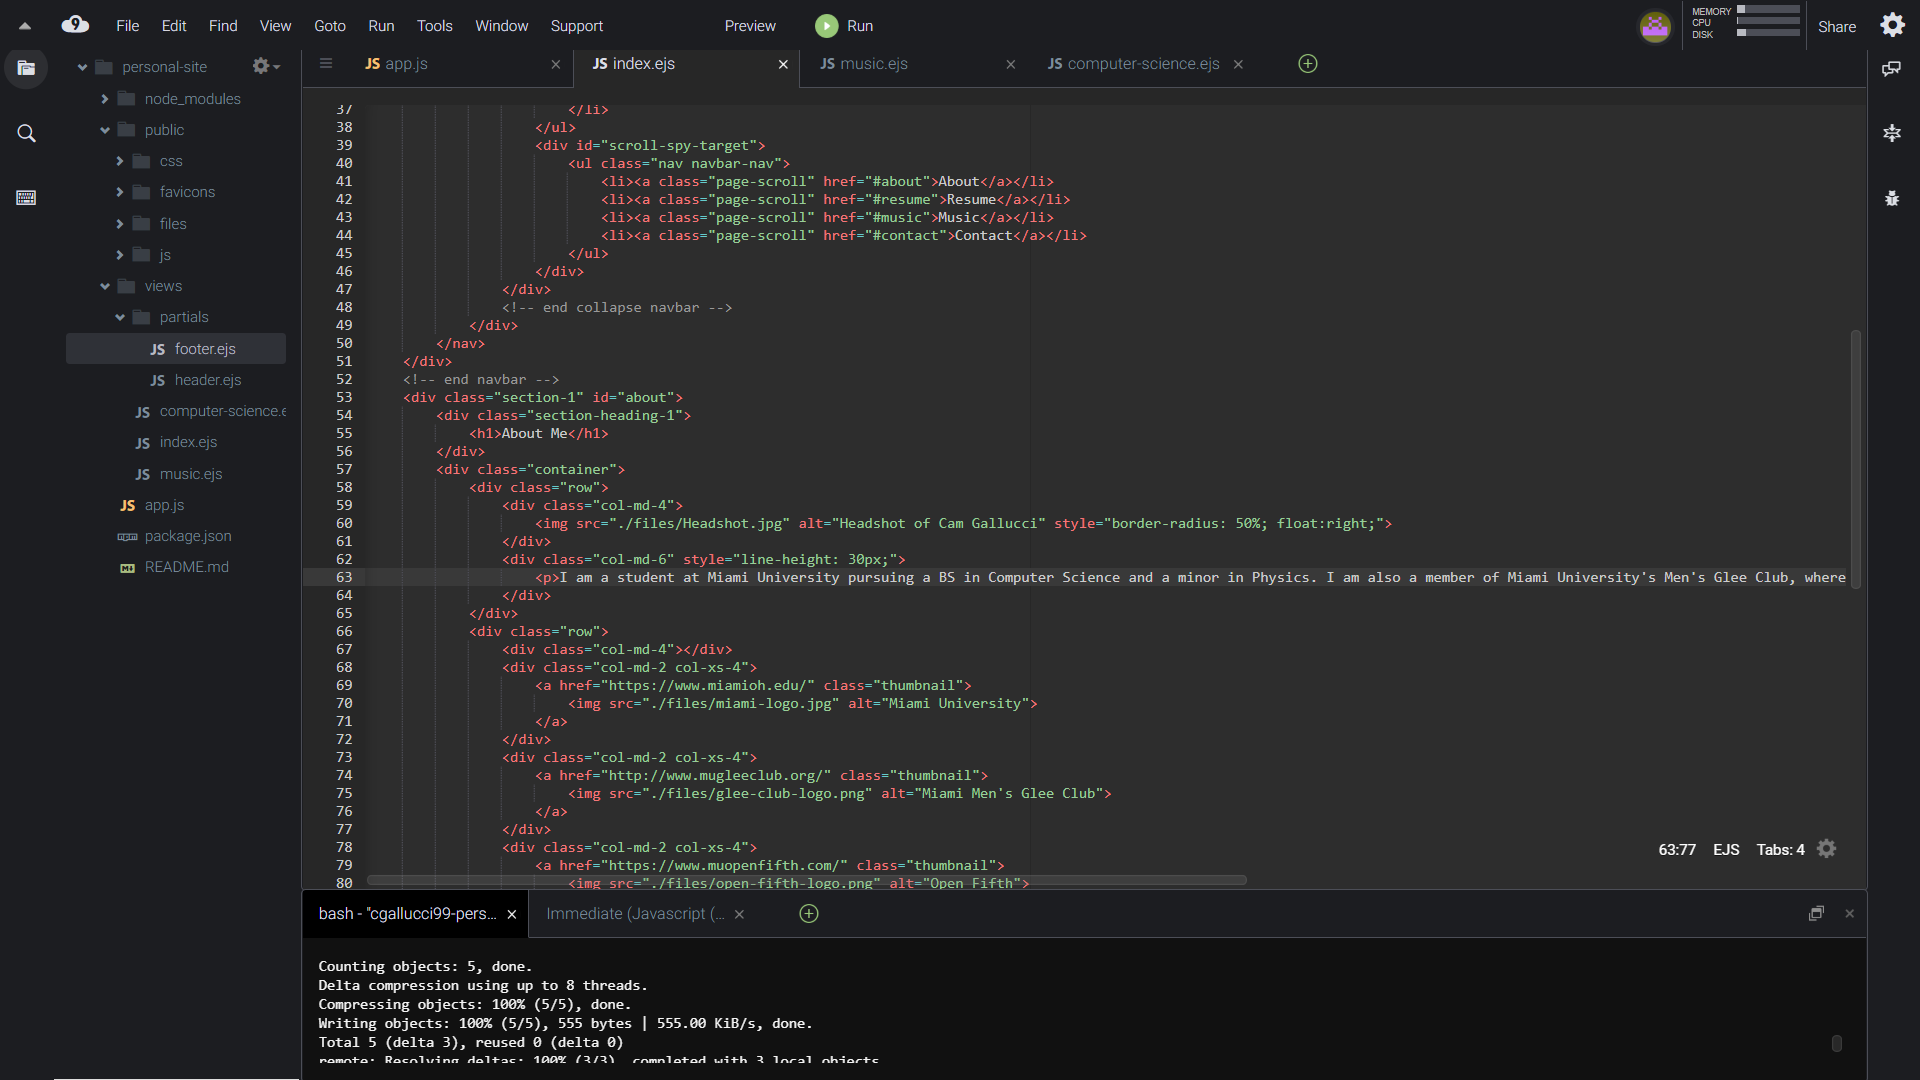 9 File Edit Find View Goto Run Tools Window Support Preview Run MEMORY CPU DISK Share
personal-site
node_modules
public
css
favicons
files
js
views
partials
JS footer.ejs
JS header.ejs
JS computer-science.e
JS index.ejs
JS music.ejs
JS app.js
package.json
README.md
JS app.js × JS index.ejs × JS music.ejs × JS computer-science.ejs ×
37 </li>
38 </ul>
39 <div id="scroll-spy-target">
40 <ul class="nav navbar-nav">
41 <li><a class="page-scroll" href="#about">About</a></li>
42 <li><a class="page-scroll" href="#resume">Resume</a></li>
43 <li><a class="page-scroll" href="#music">Music</a></li>
44 <li><a class="page-scroll" href="#contact">Contact</a></li>
45 </ul>
46 </div>
47 </div>
48 <!-- end collapse navbar -->
49 </div>
50 </nav>
51 </div>
52 <!-- end navbar -->
53 <div class="section-1" id="about">
54 <div class="section-heading-1">
55 <h1>About Me</h1>
56 </div>
57 <div class="container">
58 <div class="row">
59 <div class="col-md-4">
60 <img src="./files/Headshot.jpg" alt="Headshot of Cam Gallucci" style="border-radius: 50%; float:right;">
61 </div>
62 <div class="col-md-6" style="line-height: 30px;">
63 <p>I am a student at Miami University pursuing a BS in Computer Science and a minor in Physics. I am also a member of Miami University's Men's Glee Club, where
64 </div>
65 </div>
66 <div class="row">
67 <div class="col-md-4"></div>
68 <div class="col-md-2 col-xs-4">
69 <a href="https://www.miamioh.edu/" class="thumbnail">
70 <img src="./files/miami-logo.jpg" alt="Miami University">
71 </a>
72 </div>
73 <div class="col-md-2 col-xs-4">
74 <a href="http://www.mugleeclub.org/" class="thumbnail">
75 <img src="./files/glee-club-logo.png" alt="Miami Men's Glee Club">
76 </a>
77 </div>
78 <div class="col-md-2 col-xs-4">
79 <a href="https://www.muopenfifth.com/" class="thumbnail">
80 <img src="./files/open-fifth-logo.png" alt="Open Fifth">
63:77 EJS Tabs: 4
bash - "cgallucci99-pers... × Immediate (Javascript (... ×
Counting objects: 5, done.
Delta compression using up to 8 threads.
Compressing objects: 100% (5/5), done.
Writing objects: 100% (5/5), 555 bytes | 555.00 KiB/s, done.
Total 5 (delta 3), reused 0 (delta 0)
remote: Resolving deltas: 100% (3/3), completed with 3 local objects